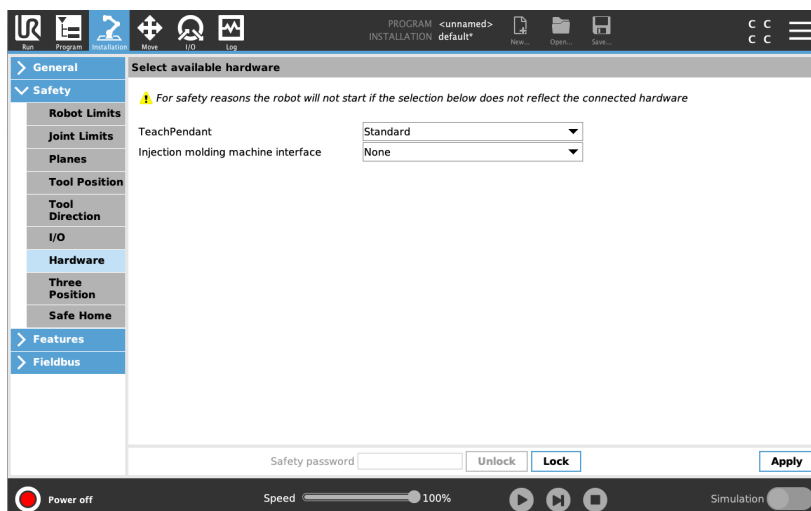 UR
PROGRAM <unnamed>
INSTALLATION default*
Run Program Installation Move I/O Log New... Open... Save...
C C
C C
General
Select available hardware
Safety
For safety reasons the robot will not start if the selection below does not reflect the connected hardware
Robot Limits
Joint Limits
Planes
Tool Position
Tool
Direction
I/O
Hardware
Three
Position
Safe Home
Features
Fieldbus
TeachPendant Standard
Injection molding machine interface None
Safety password Unlock Lock Apply
Power off Speed 100% Simulation